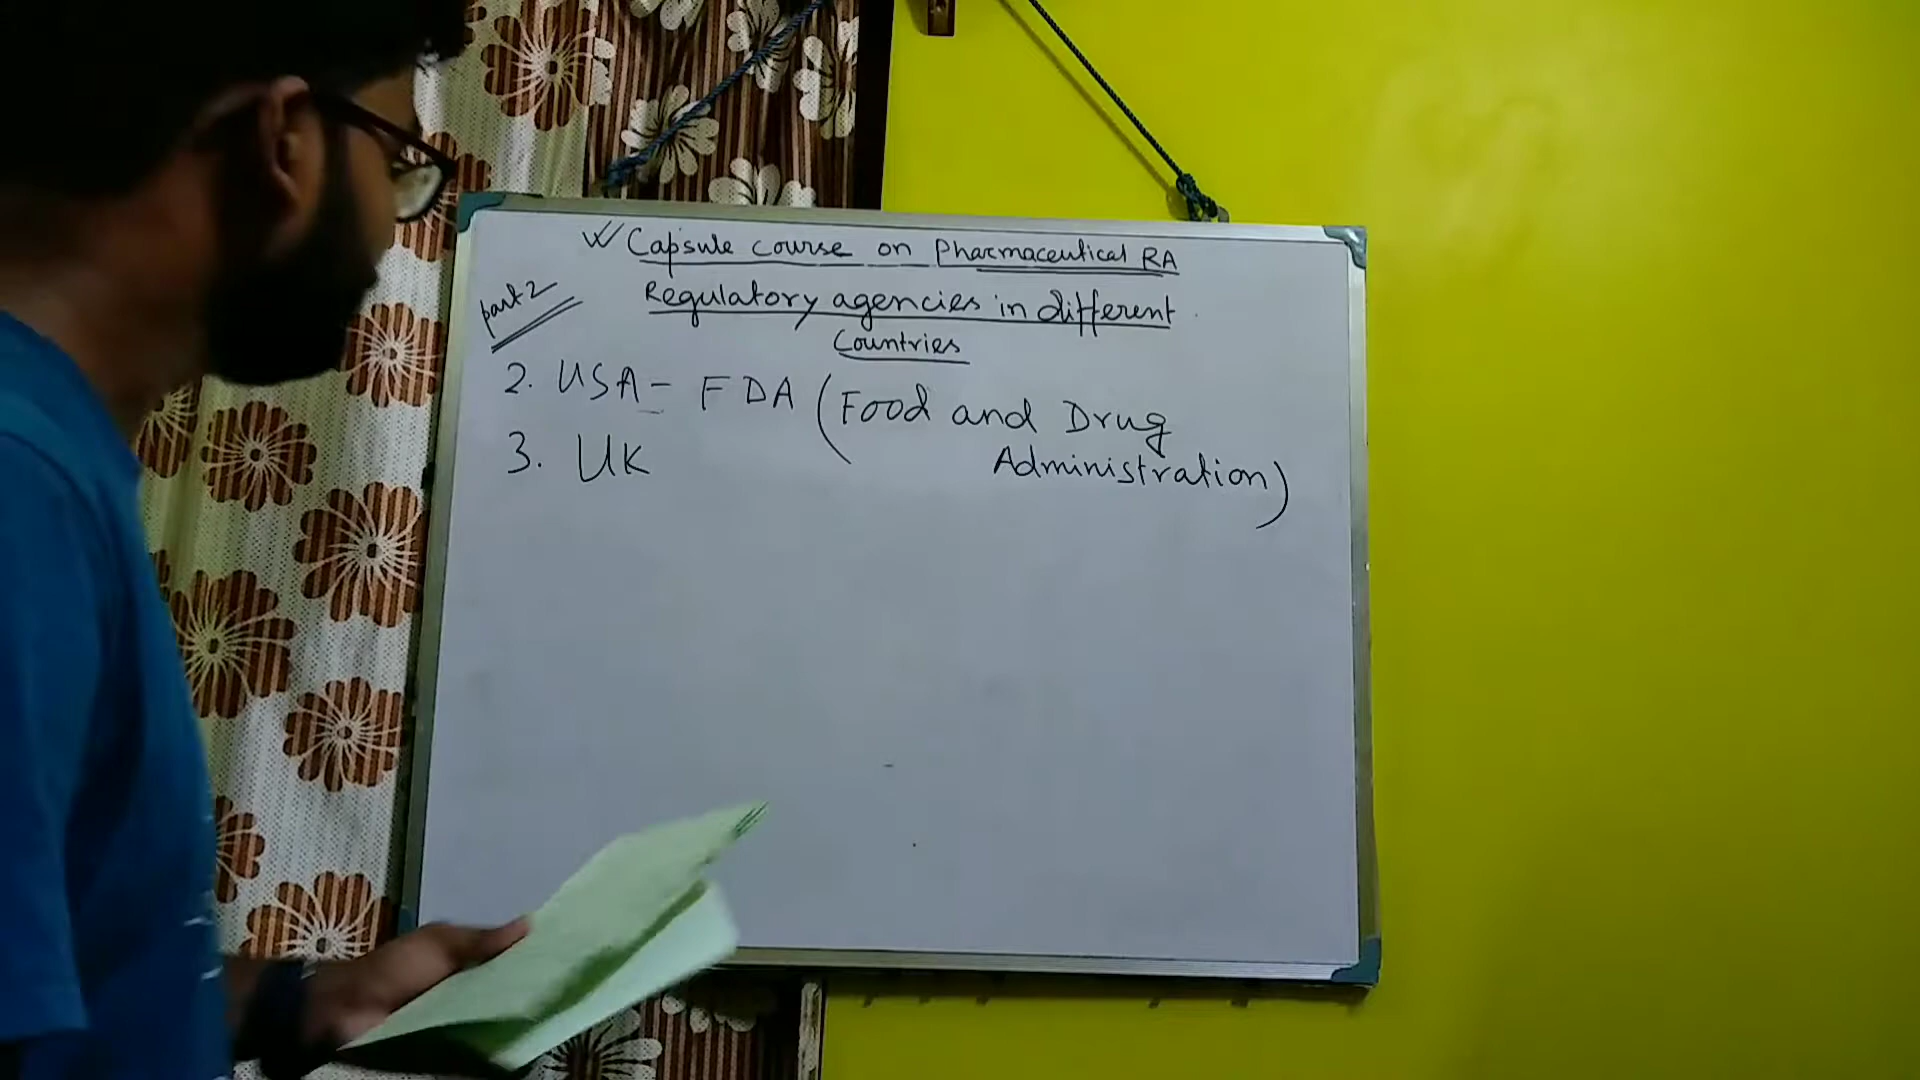 Capsule course on Pharmaceutical RA
part 2
Regulatory agencies in different
Countries
2. USA - FDA (Food and Drug
Administration)
3. UK